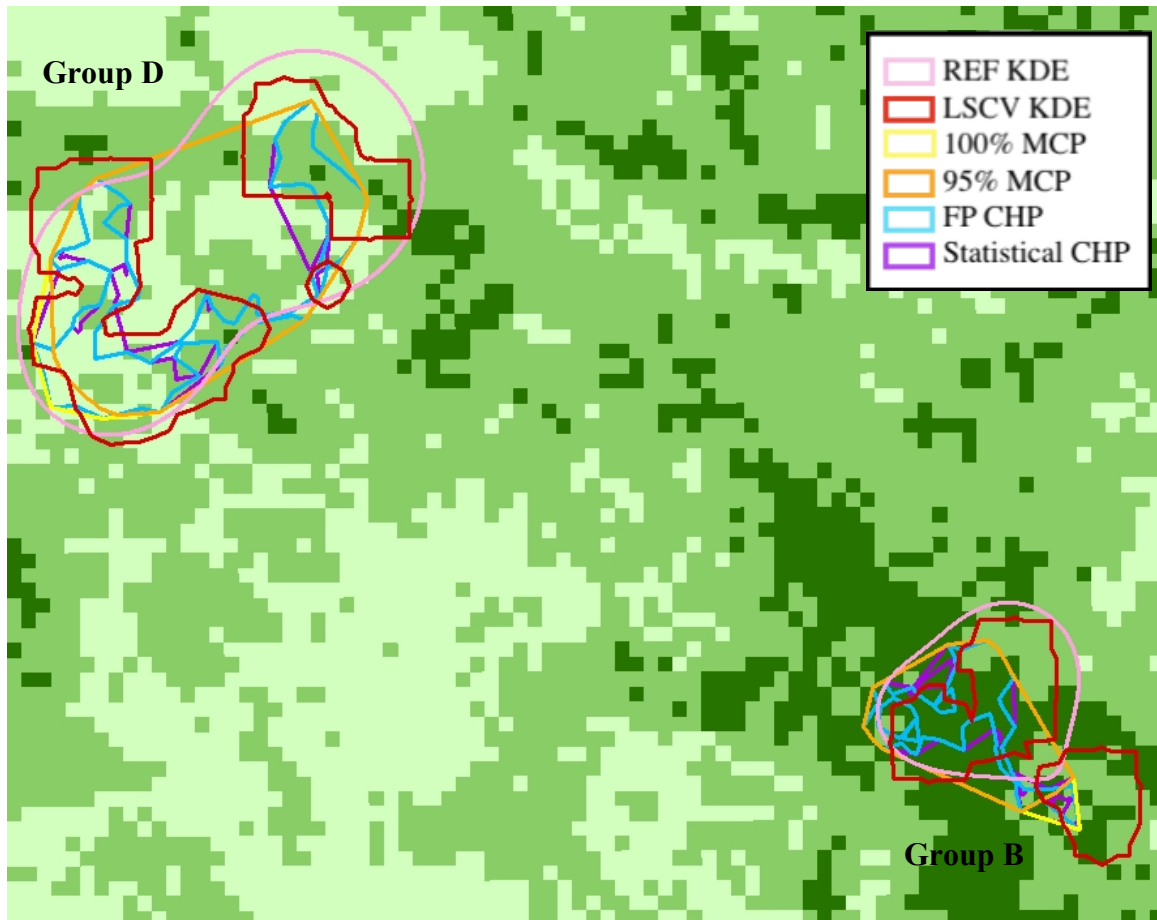 Group D
REF KDE
LSCV KDE
100% MCP
95% MCP
FP CHP
Statistical CHP
Group B